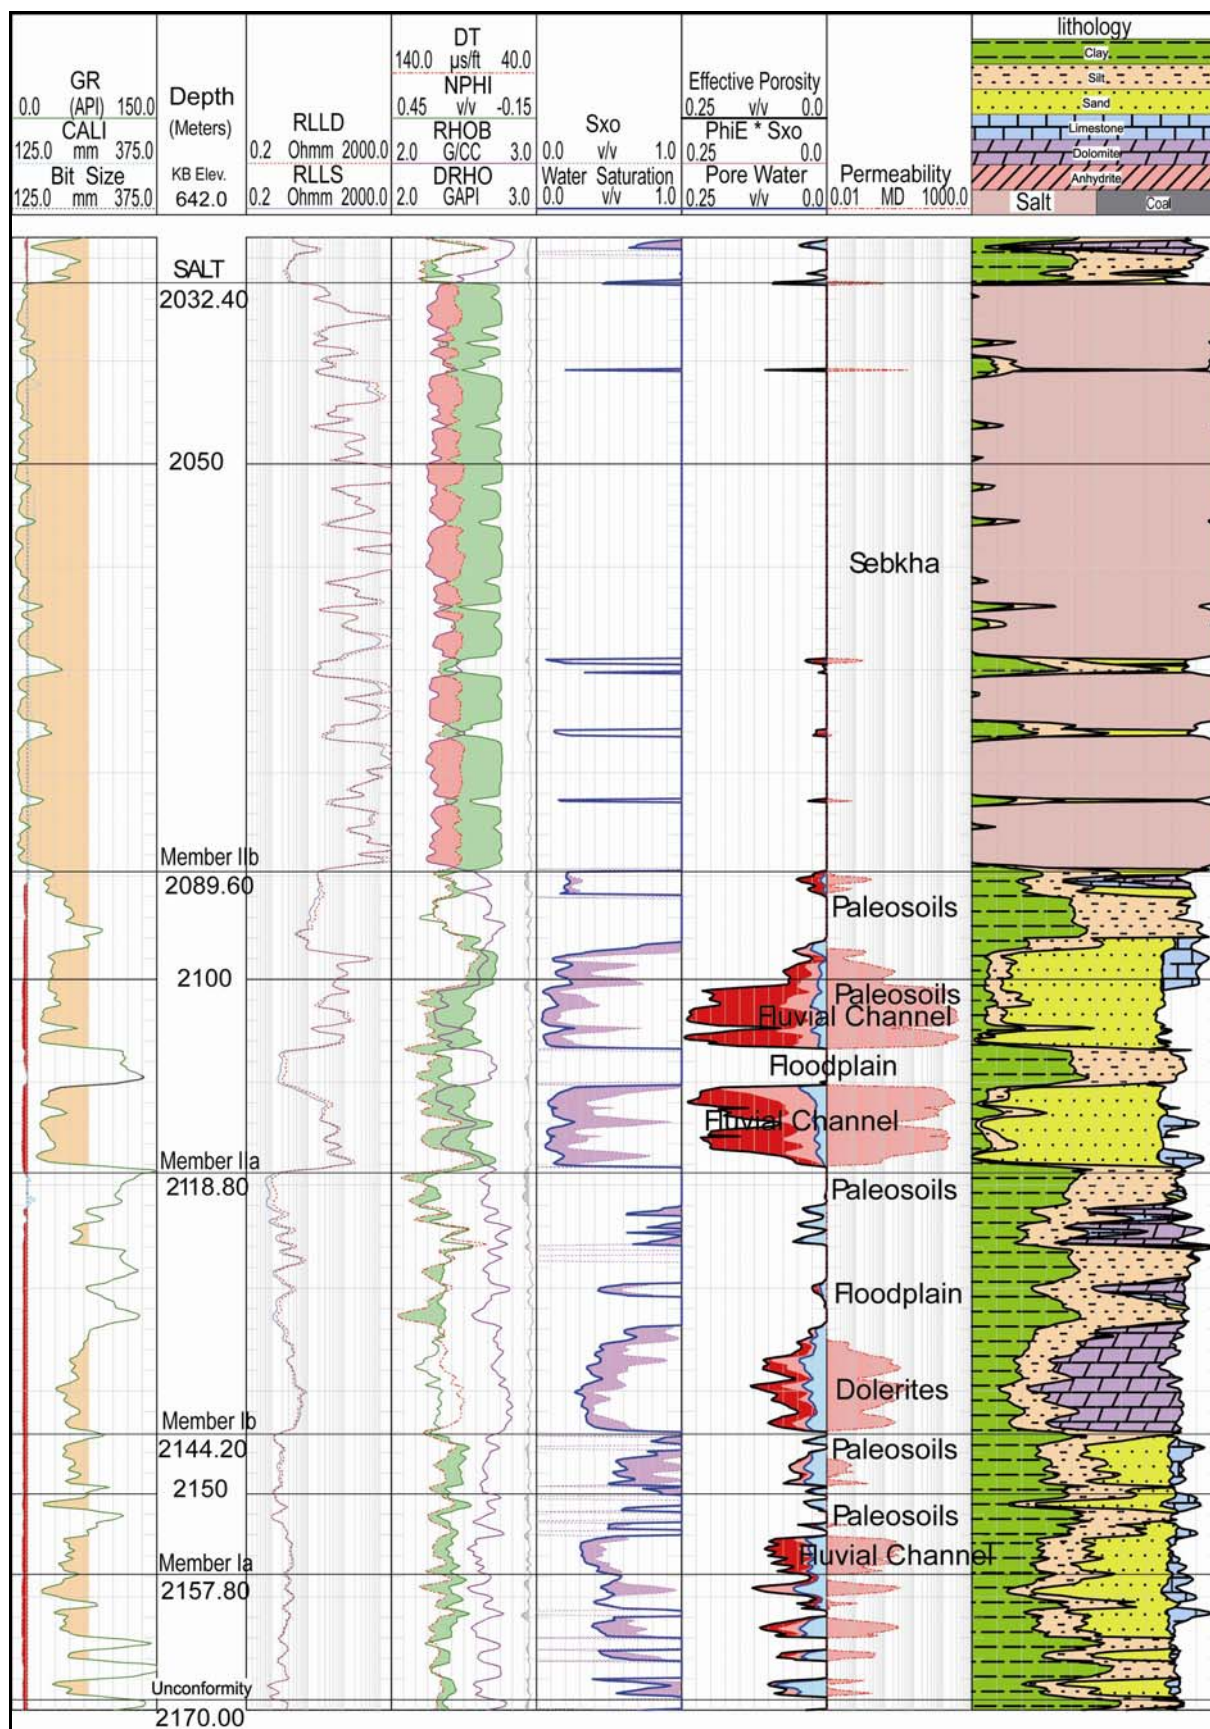 GR
0.0 (API) 150.0
CALI
125.0 mm 375.0
Bit Size
125.0 mm 375.0
Depth
(Meters)
KB Elev.
642.0
RLLD
0.2 Ohmm 2000.0
RLLS
0.2 Ohmm 2000.0
DT
140.0 µs/ft 40.0
NPHI
0.45 v/v -0.15
RHOB
2.0 G/CC 3.0
DRHO
2.0 GAPI 3.0
Sxo
0.0 v/v 1.0
Water Saturation
0.0 v/v 1.0
Effective Porosity
0.25 v/v 0.0
PhiE * Sxo
0.25 v/v 0.0
Pore Water
0.25 v/v 0.0
Permeability
0.01 MD 1000.0
lithology
Clay
Silt
Sand
Limestone
Dolomite
Anhydrite
Salt Coal
SALT
2032.40
2050
Sebkha
Member IIb
2089.60
Paleosoils
2100
Paleosoils
Fluvial Channel
Floodplain
Fluvial Channel
Member IIa
2118.80
Paleosoils
Floodplain
Dolerites
Member Ib
2144.20
Paleosoils
2150
Paleosoils
Fluvial Channel
Member Ia
2157.80
Unconformity
2170.00